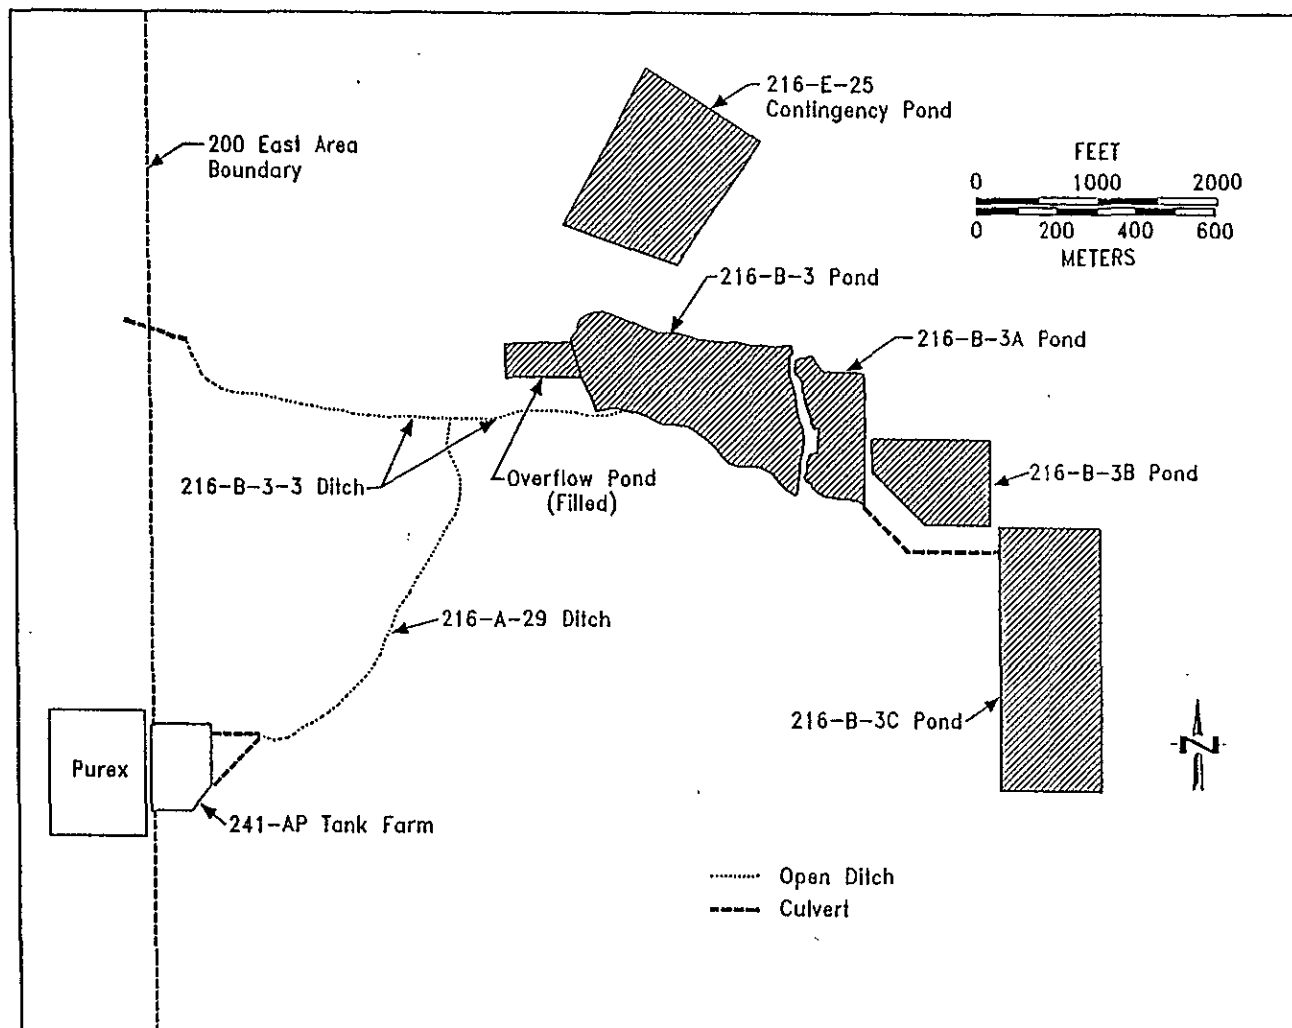 216-E-25
Contingency Pond
200 East Area
Boundary
FEET
0 1000 2000
0 200 400 600
METERS
216-B-3 Pond
216-B-3A Pond
216-B-3-3 Ditch
Overflow Pond
(Filled)
216-B-3B Pond
216-A-29 Ditch
216-B-3C Pond
N
Purex
241-AP Tank Farm
Open Ditch
Culvert